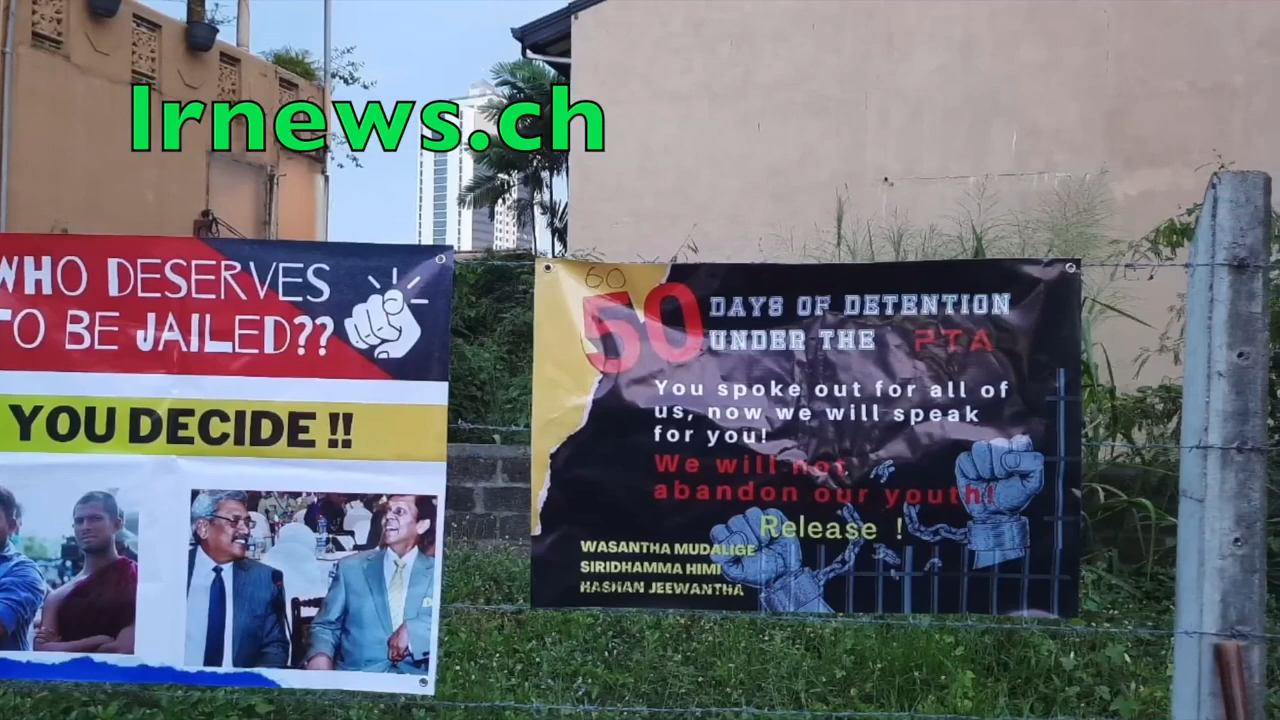 lrnews.ch
WHO DESERVES
TO BE JAILED??
YOU DECIDE !!
60
50 DAYS OF DETENTION
UNDER THE PTA
You spoke out for all of
us, now we will speak
for you!
We will not
abandon our youth!
Release !
WASANTHA MUDALIGE
SIRIDHAMMA HIMI
HASHAN JEEWANTHA